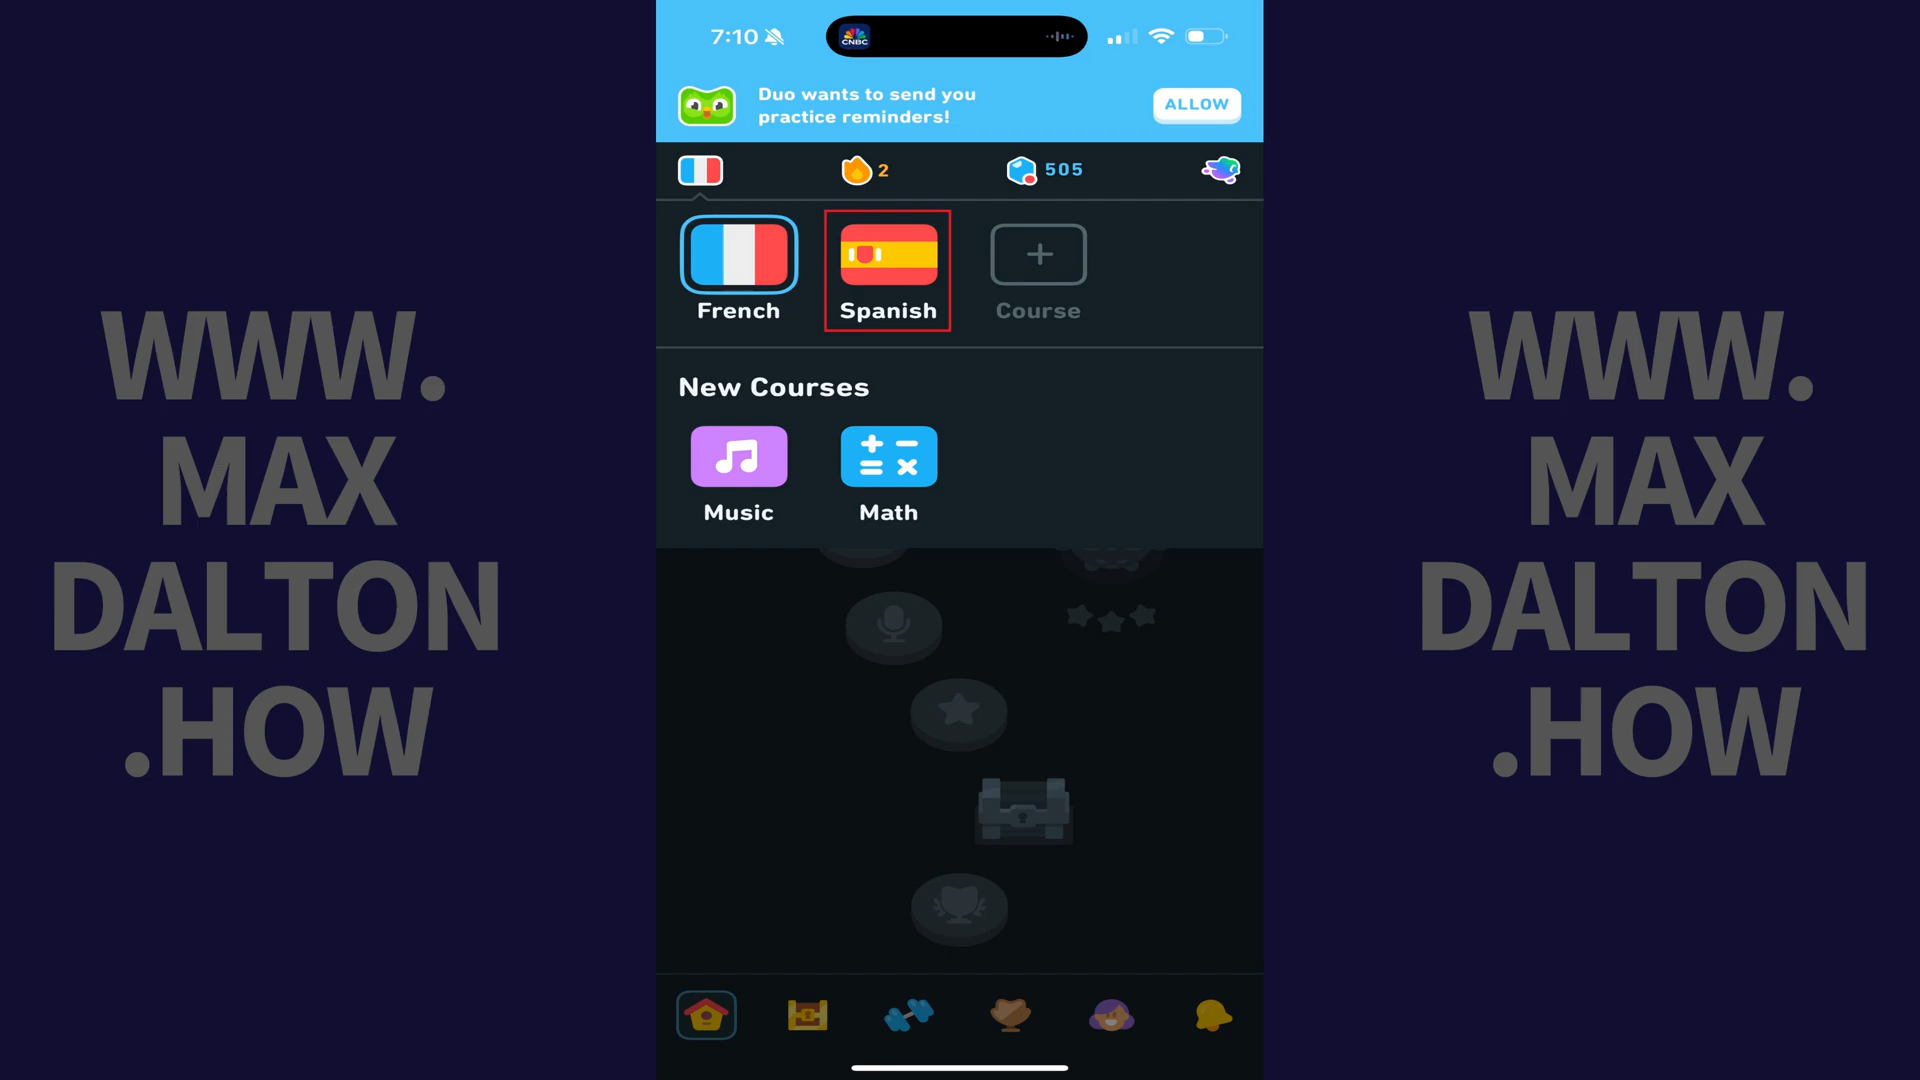 WWW.
MAX
DALTON
.HOW
7:10
CNBC
Duo wants to send you
practice reminders!
ALLOW
2
505
French
Spanish
Course
New Courses
Music
Math
WWW.
MAX
DALTON
.HOW